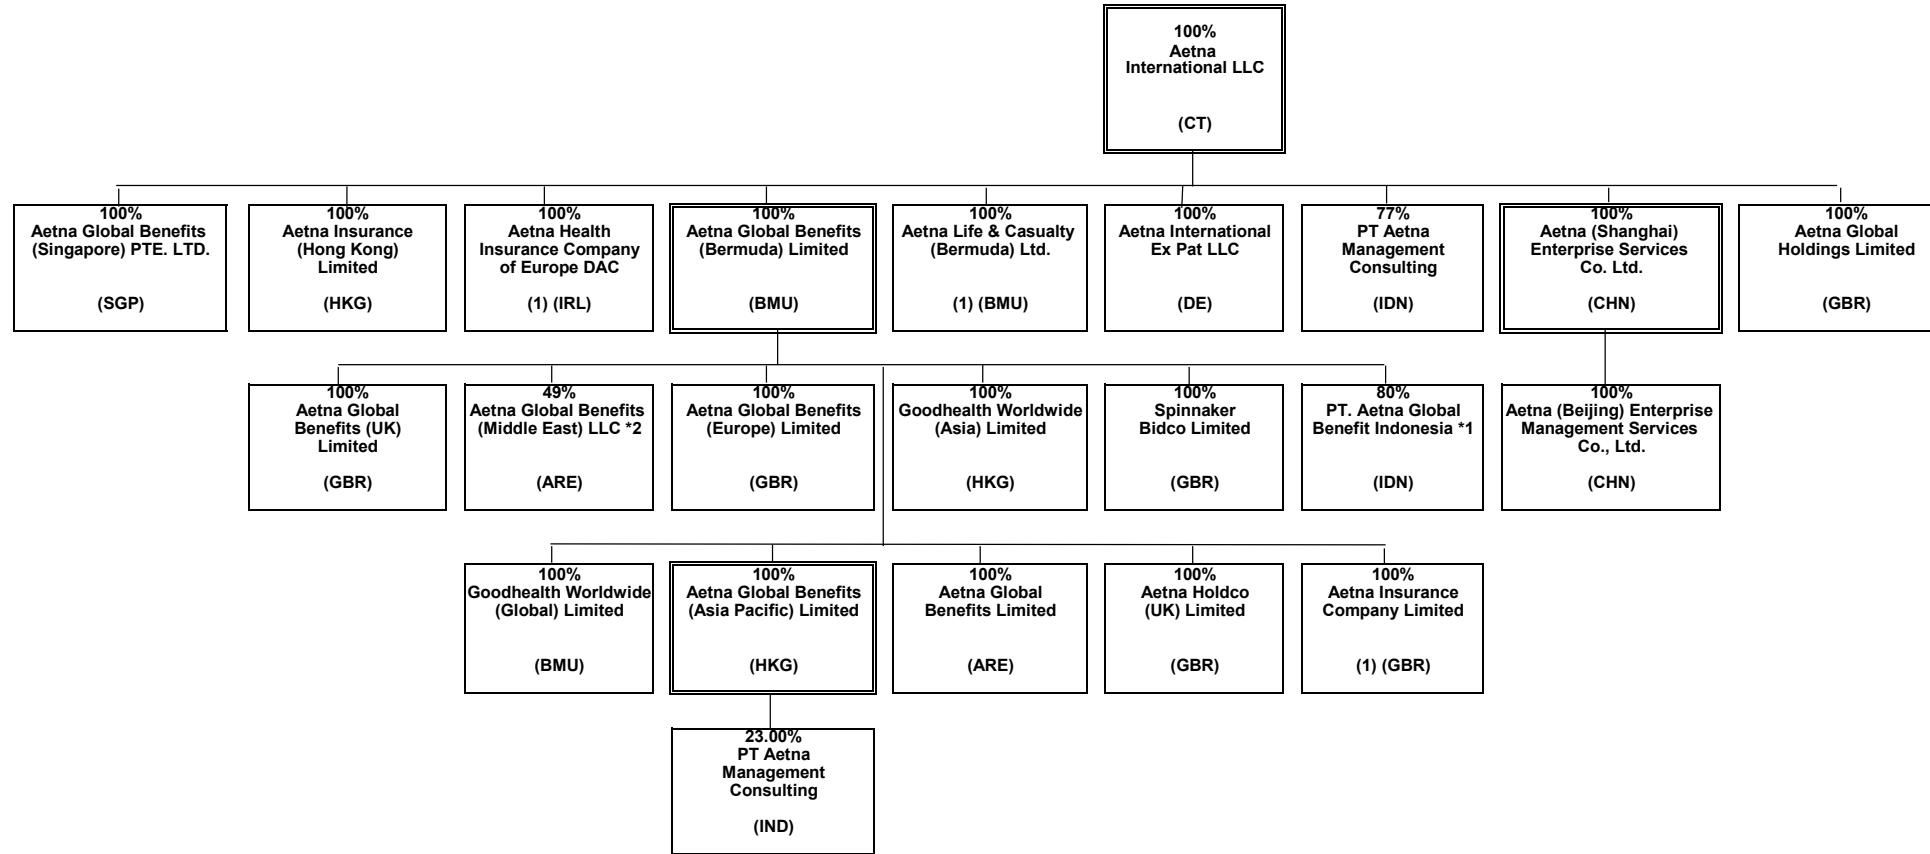 100%
Aetna
International LLC
(CT)
100%
Aetna Global Benefits
(Singapore) PTE. LTD.
(SGP)
100%
Aetna Insurance
(Hong Kong)
Limited
(HKG)
100%
Aetna Health
Insurance Company
of Europe DAC
(1) (IRL)
100%
Aetna Global Benefits
(Bermuda) Limited
(BMU)
100%
Aetna Life & Casualty
(Bermuda) Ltd.
(1) (BMU)
100%
Aetna International
Ex Pat LLC
(DE)
77%
PT Aetna
Management
Consulting
(IDN)
100%
Aetna (Shanghai)
Enterprise Services
Co. Ltd.
(CHN)
100%
Aetna Global
Holdings Limited
(GBR)
100%
Aetna Global
Benefits (UK)
Limited
(GBR)
49%
Aetna Global Benefits
(Middle East) LLC *2
(ARE)
100%
Aetna Global Benefits
(Europe) Limited
(GBR)
100%
Goodhealth Worldwide
(Asia) Limited
(HKG)
100%
Spinnaker
Bidco Limited
(GBR)
80%
PT. Aetna Global
Benefit Indonesia *1
(IDN)
100%
Aetna (Beijing) Enterprise
Management Services
Co., Ltd.
(CHN)
100%
Goodhealth Worldwide
(Global) Limited
(BMU)
100%
Aetna Global Benefits
(Asia Pacific) Limited
(HKG)
100%
Aetna Global
Benefits Limited
(ARE)
100%
Aetna Holdco
(UK) Limited
(GBR)
100%
Aetna Insurance
Company Limited
(1) (GBR)
23.00%
PT Aetna
Management
Consulting
(IND)